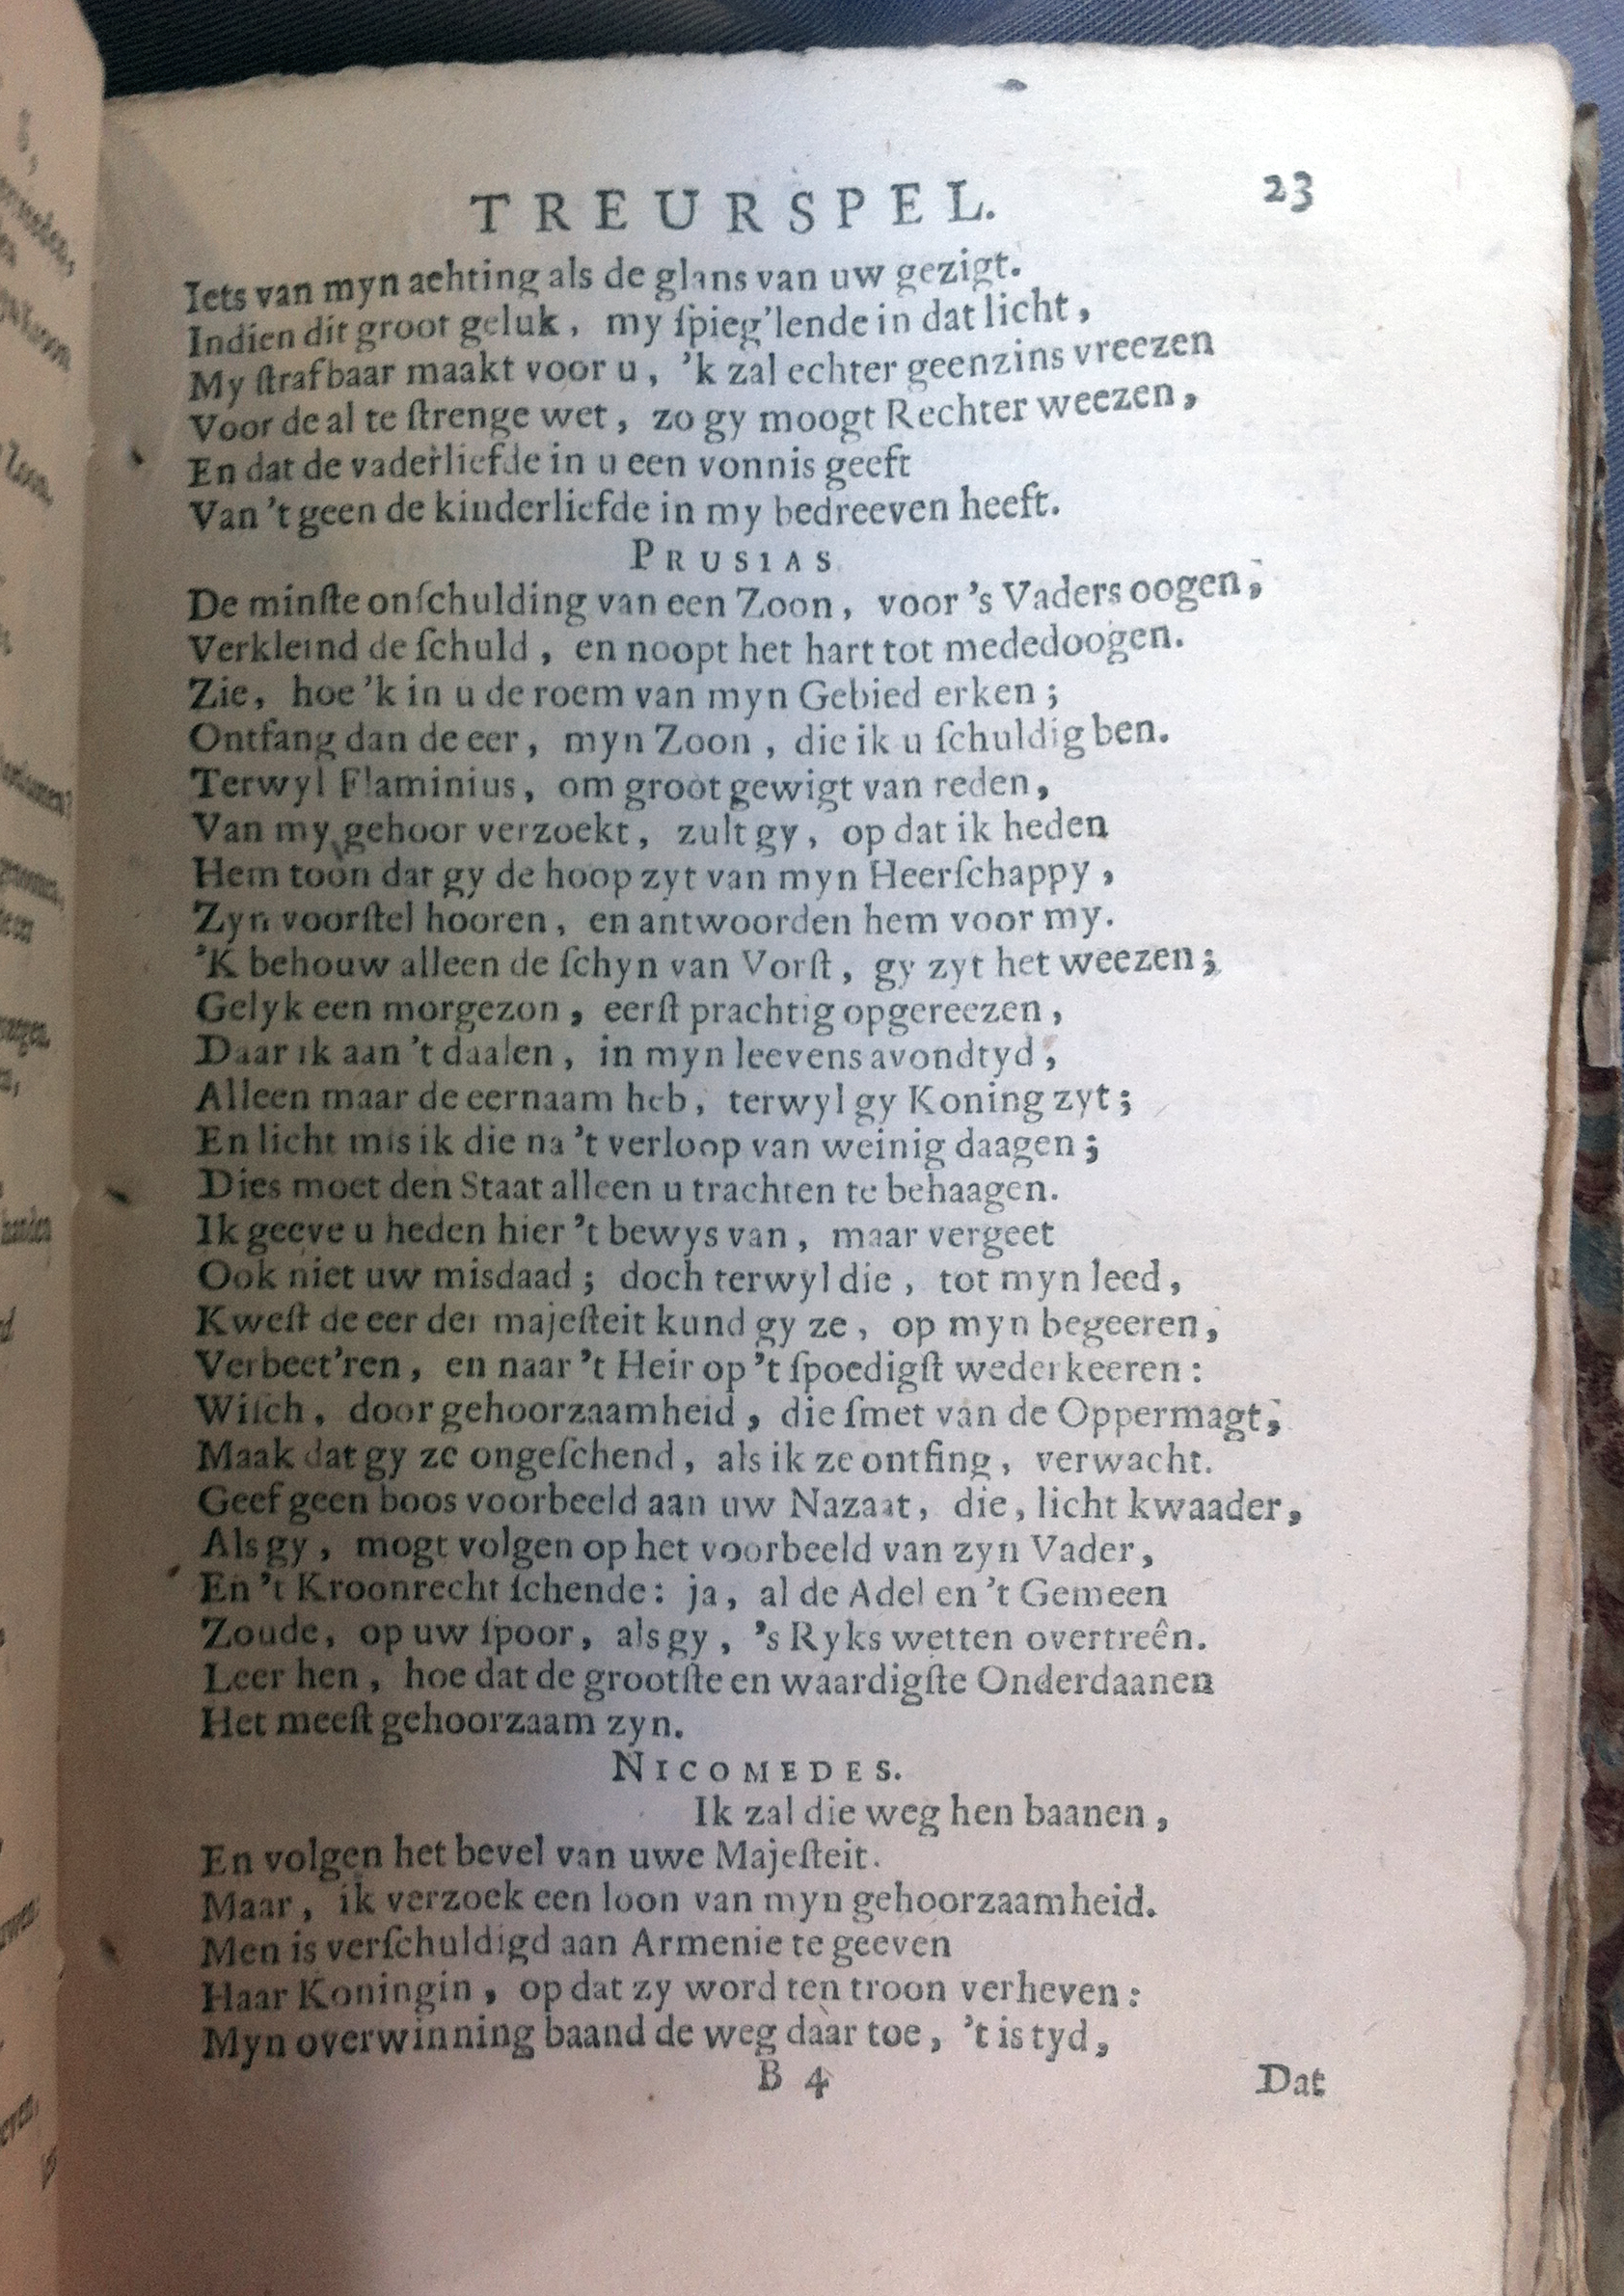 TREURSPEL. 23
Iets van myn aehting als de glans van uw gezigt.
Indien dit groot geluk, my ſpieg'lende in dat licht,
My ſtrafbaar maakt voor u, 'k zal echter geenzins vreezen
Voor de al te ſtrenge wet, zo gy moogt Rechter weezen,
En dat de vaderliefde in u een vonnis geeft
Van 't geen de kinderliefde in my bedreeven heeft.
PRUSIAS.
De minſte onſchulding van een Zoon, voor 's Vaders oogen,
Verkleind de ſchuld, en noopt het hart tot mededoogen.
Zie, hoe 'k in u de roem van myn Gebied erken;
Ontfang dan de eer, myn Zoon, die ik u ſchuldig ben.
Terwyl Flaminius, om groot gewigt van reden,
Van my gehoor verzoekt, zult gy, op dat ik heden
Hem toon dat gy de hoop zyt van myn Heerſchappy,
Zyn voorſtel hooren, en antwoorden hem voor my.
'K behouw alleen de ſchyn van Vorſt, gy zyt het weezen;
Gelyk een morgezon, eerſt prachtig opgereezen,
Daar ik aan 't daalen, in myn leevens avondtyd,
Alleen maar de eernaam heb, terwyl gy Koning zyt;
En licht mis ik die na 't verloop van weinig daagen;
Dies moet den Staat alleen u trachten te behaagen.
Ik geeve u heden hier 't bewys van, maar vergeet
Ook niet uw misdaad; doch terwyl die, tot myn leed,
Kweſt de eer der majeſteit kund gy ze, op myn begeeren,
Verbeet'ren, en naar 't Heir op 't ſpoedigſt wederkeeren:
Wiſch, door gehoorzaamheid, die ſmet van de Oppermagt,
Maak dat gy ze ongeſchend, als ik ze ontfing, verwacht.
Geef geen boos voorbeeld aan uw Nazaat, die, licht kwaader,
Als gy, mogt volgen op het voorbeeld van zyn Vader,
En 't Kroonrecht ſchende: ja, al de Adel en 't Gemeen
Zoude, op uw ſpoor, als gy, 's Ryks wetten overtreên.
Leer hen, hoe dat de grootſte en waardigſte Onderdaanen
Het meeſt gehoorzaam zyn.
NICOMEDES.
Ik zal die weg hen baanen,
En volgen het bevel van uwe Majeſteit.
Maar, ik verzoek een loon van myn gehoorzaamheid.
Men is verſchuldigd aan Armenie te geeven
Haar Koningin, op dat zy word ten troon verheven:
Myn overwinning baand de weg daar toe, 't is tyd,
B 4 Dat